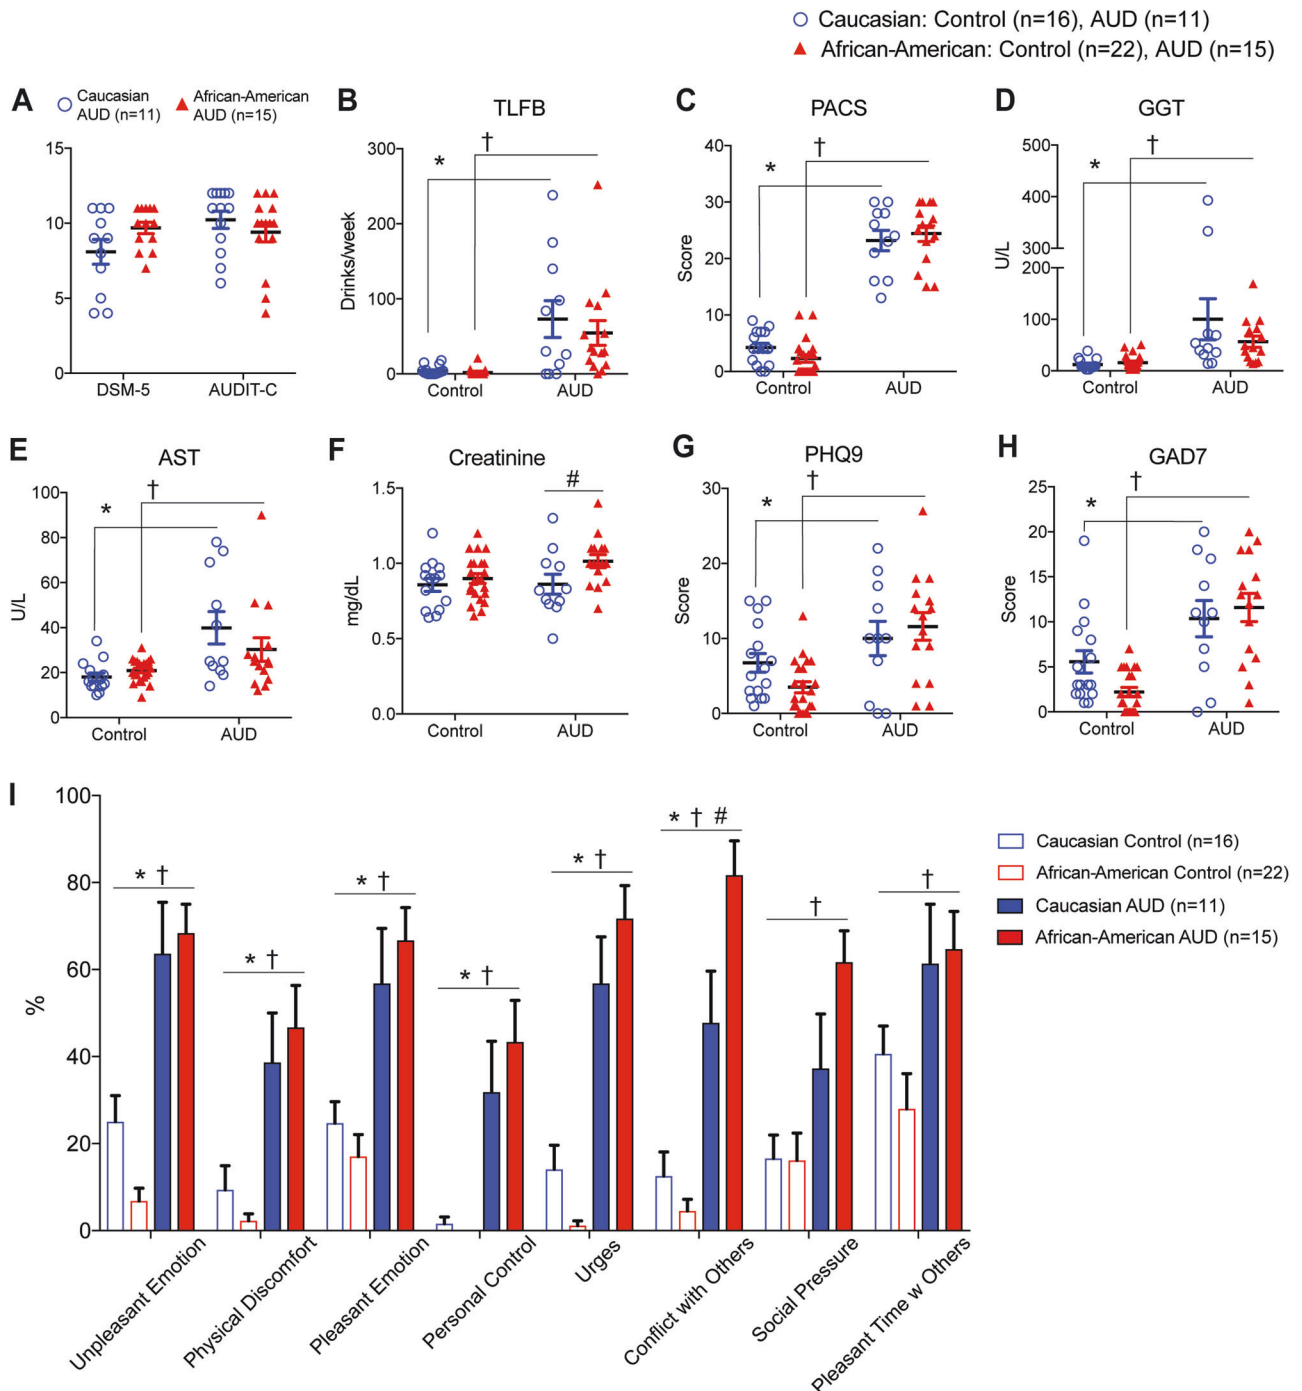 Caucasian: Control (n=16), AUD (n=11)
African-American: Control (n=22), AUD (n=15)
A
Caucasian
AUD (n=11)
African-American
AUD (n=15)
15
10
5
0
DSM-5
AUDIT-C
B
TLFB
Drinks/week
300
200
100
0
*
†
Control
AUD
C
PACS
Score
40
30
20
10
0
*
†
Control
AUD
D
GGT
U/L
500
400
300
200
100
0
*
†
Control
AUD
E
AST
U/L
100
80
60
40
20
0
*
†
Control
AUD
F
Creatinine
mg/dL
1.5
1.0
0.5
0.0
#
Control
AUD
G
PHQ9
Score
30
20
10
0
*
†
Control
AUD
H
GAD7
Score
25
20
15
10
5
0
*
†
Control
AUD
I
%
100
80
60
40
20
0
* †
* †
* †
* †
* †
* † #
†
†
Unpleasant Emotion
Physical Discomfort
Pleasant Emotion
Personal Control
Urges
Conflict with Others
Social Pressure
Pleasant Time w Others
Caucasian Control (n=16)
African-American Control (n=22)
Caucasian AUD (n=11)
African-American AUD (n=15)